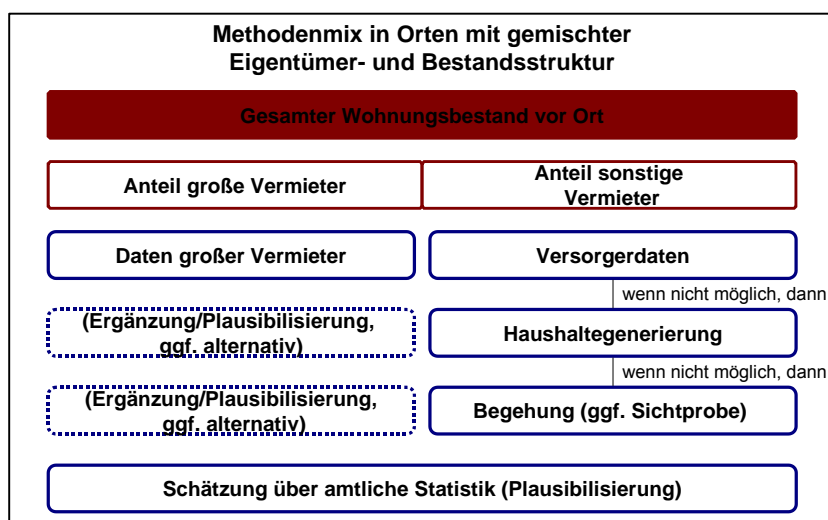 Methodenmix in Orten mit gemischter
Eigentümer- und Bestandsstruktur
Gesamter Wohnungsbestand vor Ort
Anteil große Vermieter
Anteil sonstige
Vermieter
Daten großer Vermieter
Versorgerdaten
wenn nicht möglich, dann
(Ergänzung/Plausibilisierung,
ggf. alternativ)
Haushaltegenerierung
wenn nicht möglich, dann
(Ergänzung/Plausibilisierung,
ggf. alternativ)
Begehung (ggf. Sichtprobe)
Schätzung über amtliche Statistik (Plausibilisierung)